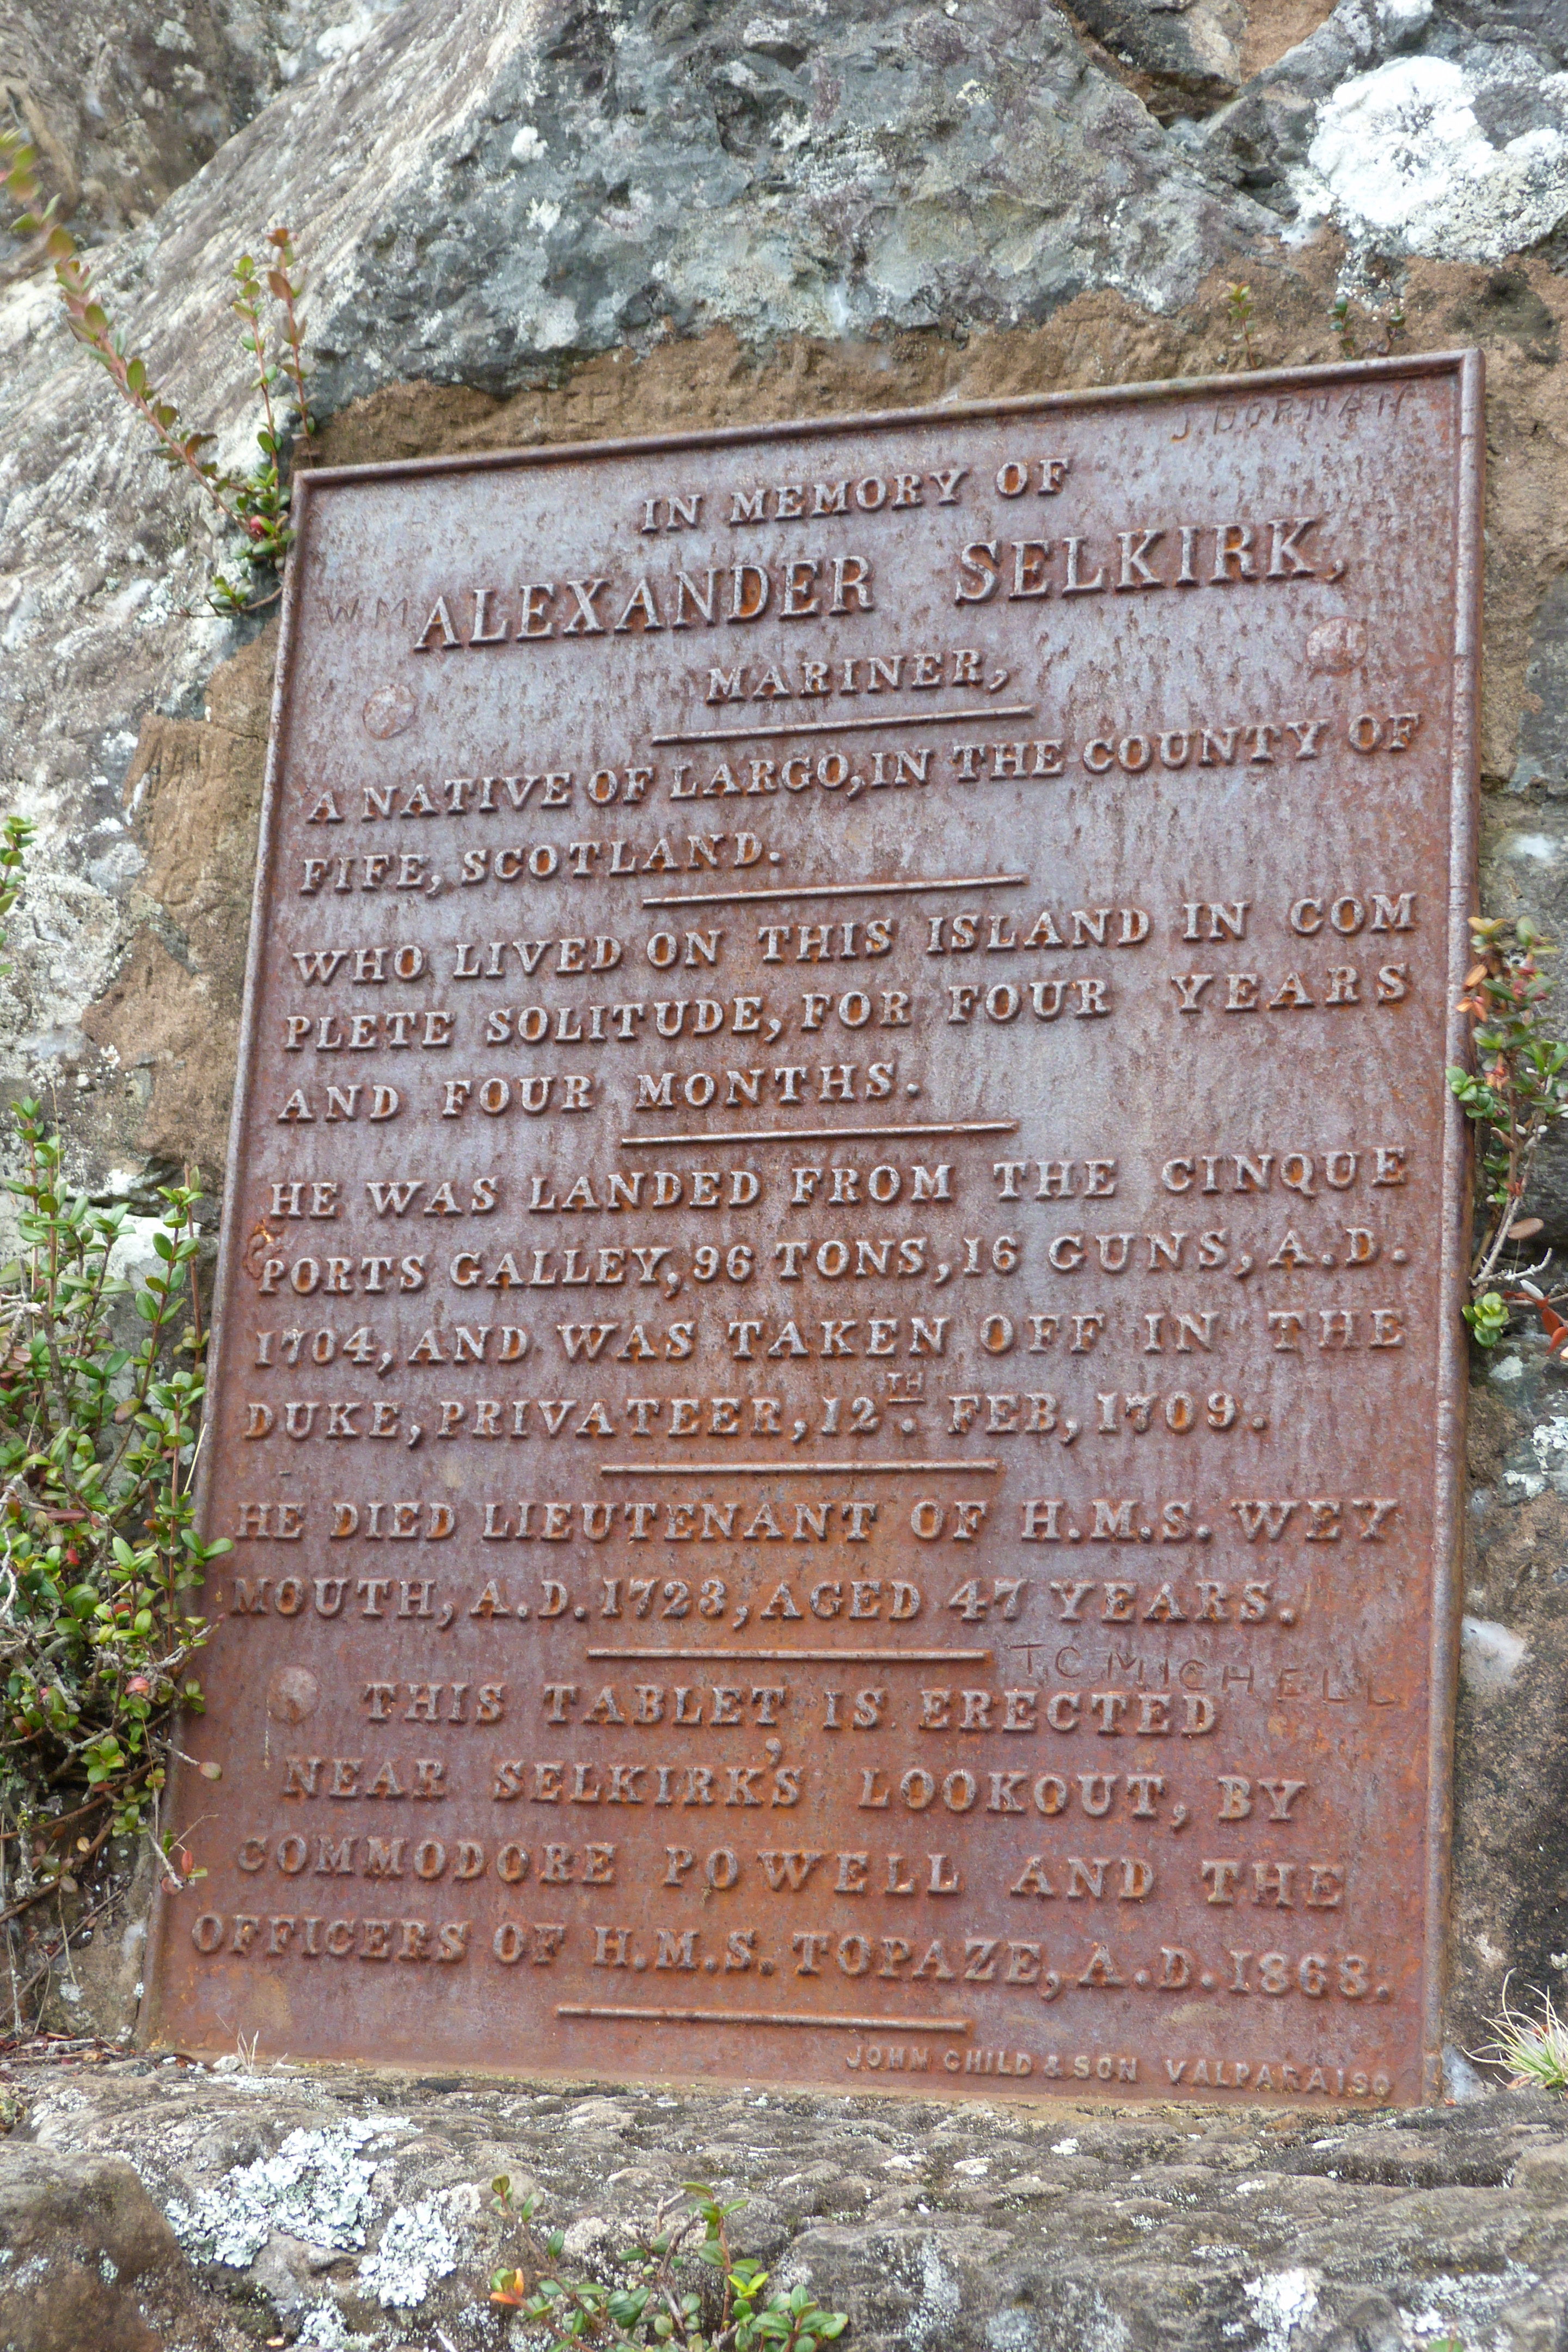 J. DORNAN
IN MEMORY OF
W.M.
ALEXANDER SELKIRK,
MARINER,
A NATIVE OF LARGO, IN THE COUNTY OF
FIFE, SCOTLAND.
WHO LIVED ON THIS ISLAND IN COM
PLETE SOLITUDE, FOR FOUR YEARS
AND FOUR MONTHS.
HE WAS LANDED FROM THE CINQUE
PORTS GALLEY, 96 TONS, 16 GUNS, A.D.
1704, AND WAS TAKEN OFF IN THE
DUKE, PRIVATEER, 12TH. FEB, 1709.
HE DIED LIEUTENANT OF H.M.S. WEY
MOUTH, A.D. 1723, AGED 47 YEARS.
T C MICHELL
THIS TABLET IS ERECTED
NEAR SELKIRK'S LOOKOUT, BY
COMMODORE POWELL AND THE
OFFICERS OF H.M.S. TOPAZE, A.D. 1868.
JOHN CHILD & SON VALPARAISO